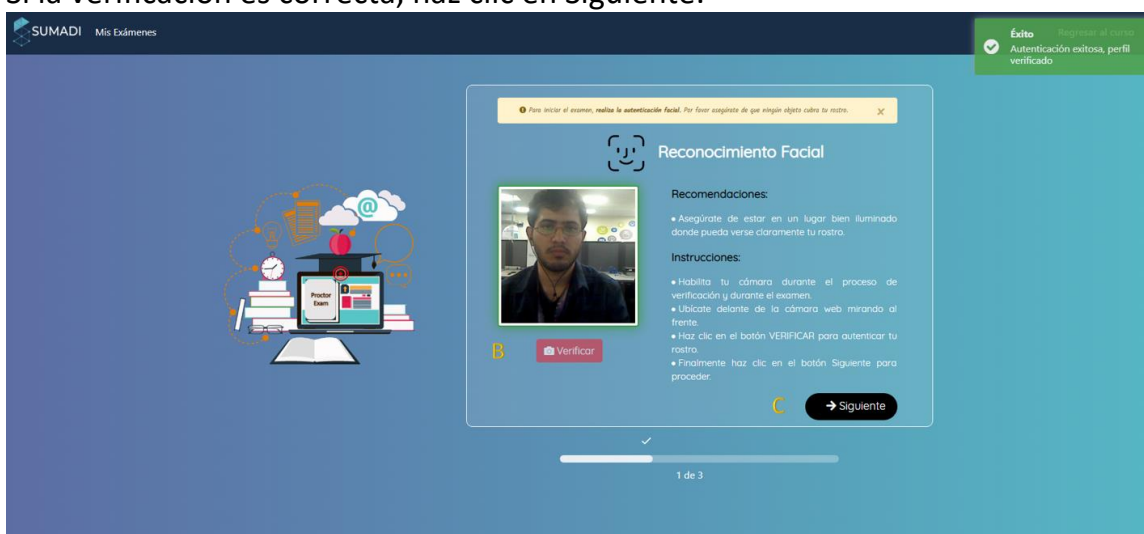 Si la verificación es correcta, haz clic en Siguiente.
SUMADI Mis Exámenes
Éxito Regresar al curso
Autenticación exitosa, perfil
verificado
Para iniciar el examen, realiza la autenticación facial. Por favor asegúrate de que ningún objeto cubra tu rostro.
Reconocimiento Facial
Recomendaciones:
• Asegúrate de estar en un lugar bien iluminado
donde pueda verse claramente tu rostro.
Instrucciones:
• Habilita tu cámara durante el proceso de
verificación y durante el examen.
• Ubícate delante de la cámara web mirando al
frente.
• Haz clic en el botón VERIFICAR para autenticar tu
rostro.
• Finalmente haz clic en el botón Siguiente para
proceder.
Proctor
Exam
B Verificar
C → Siguiente
1 de 3